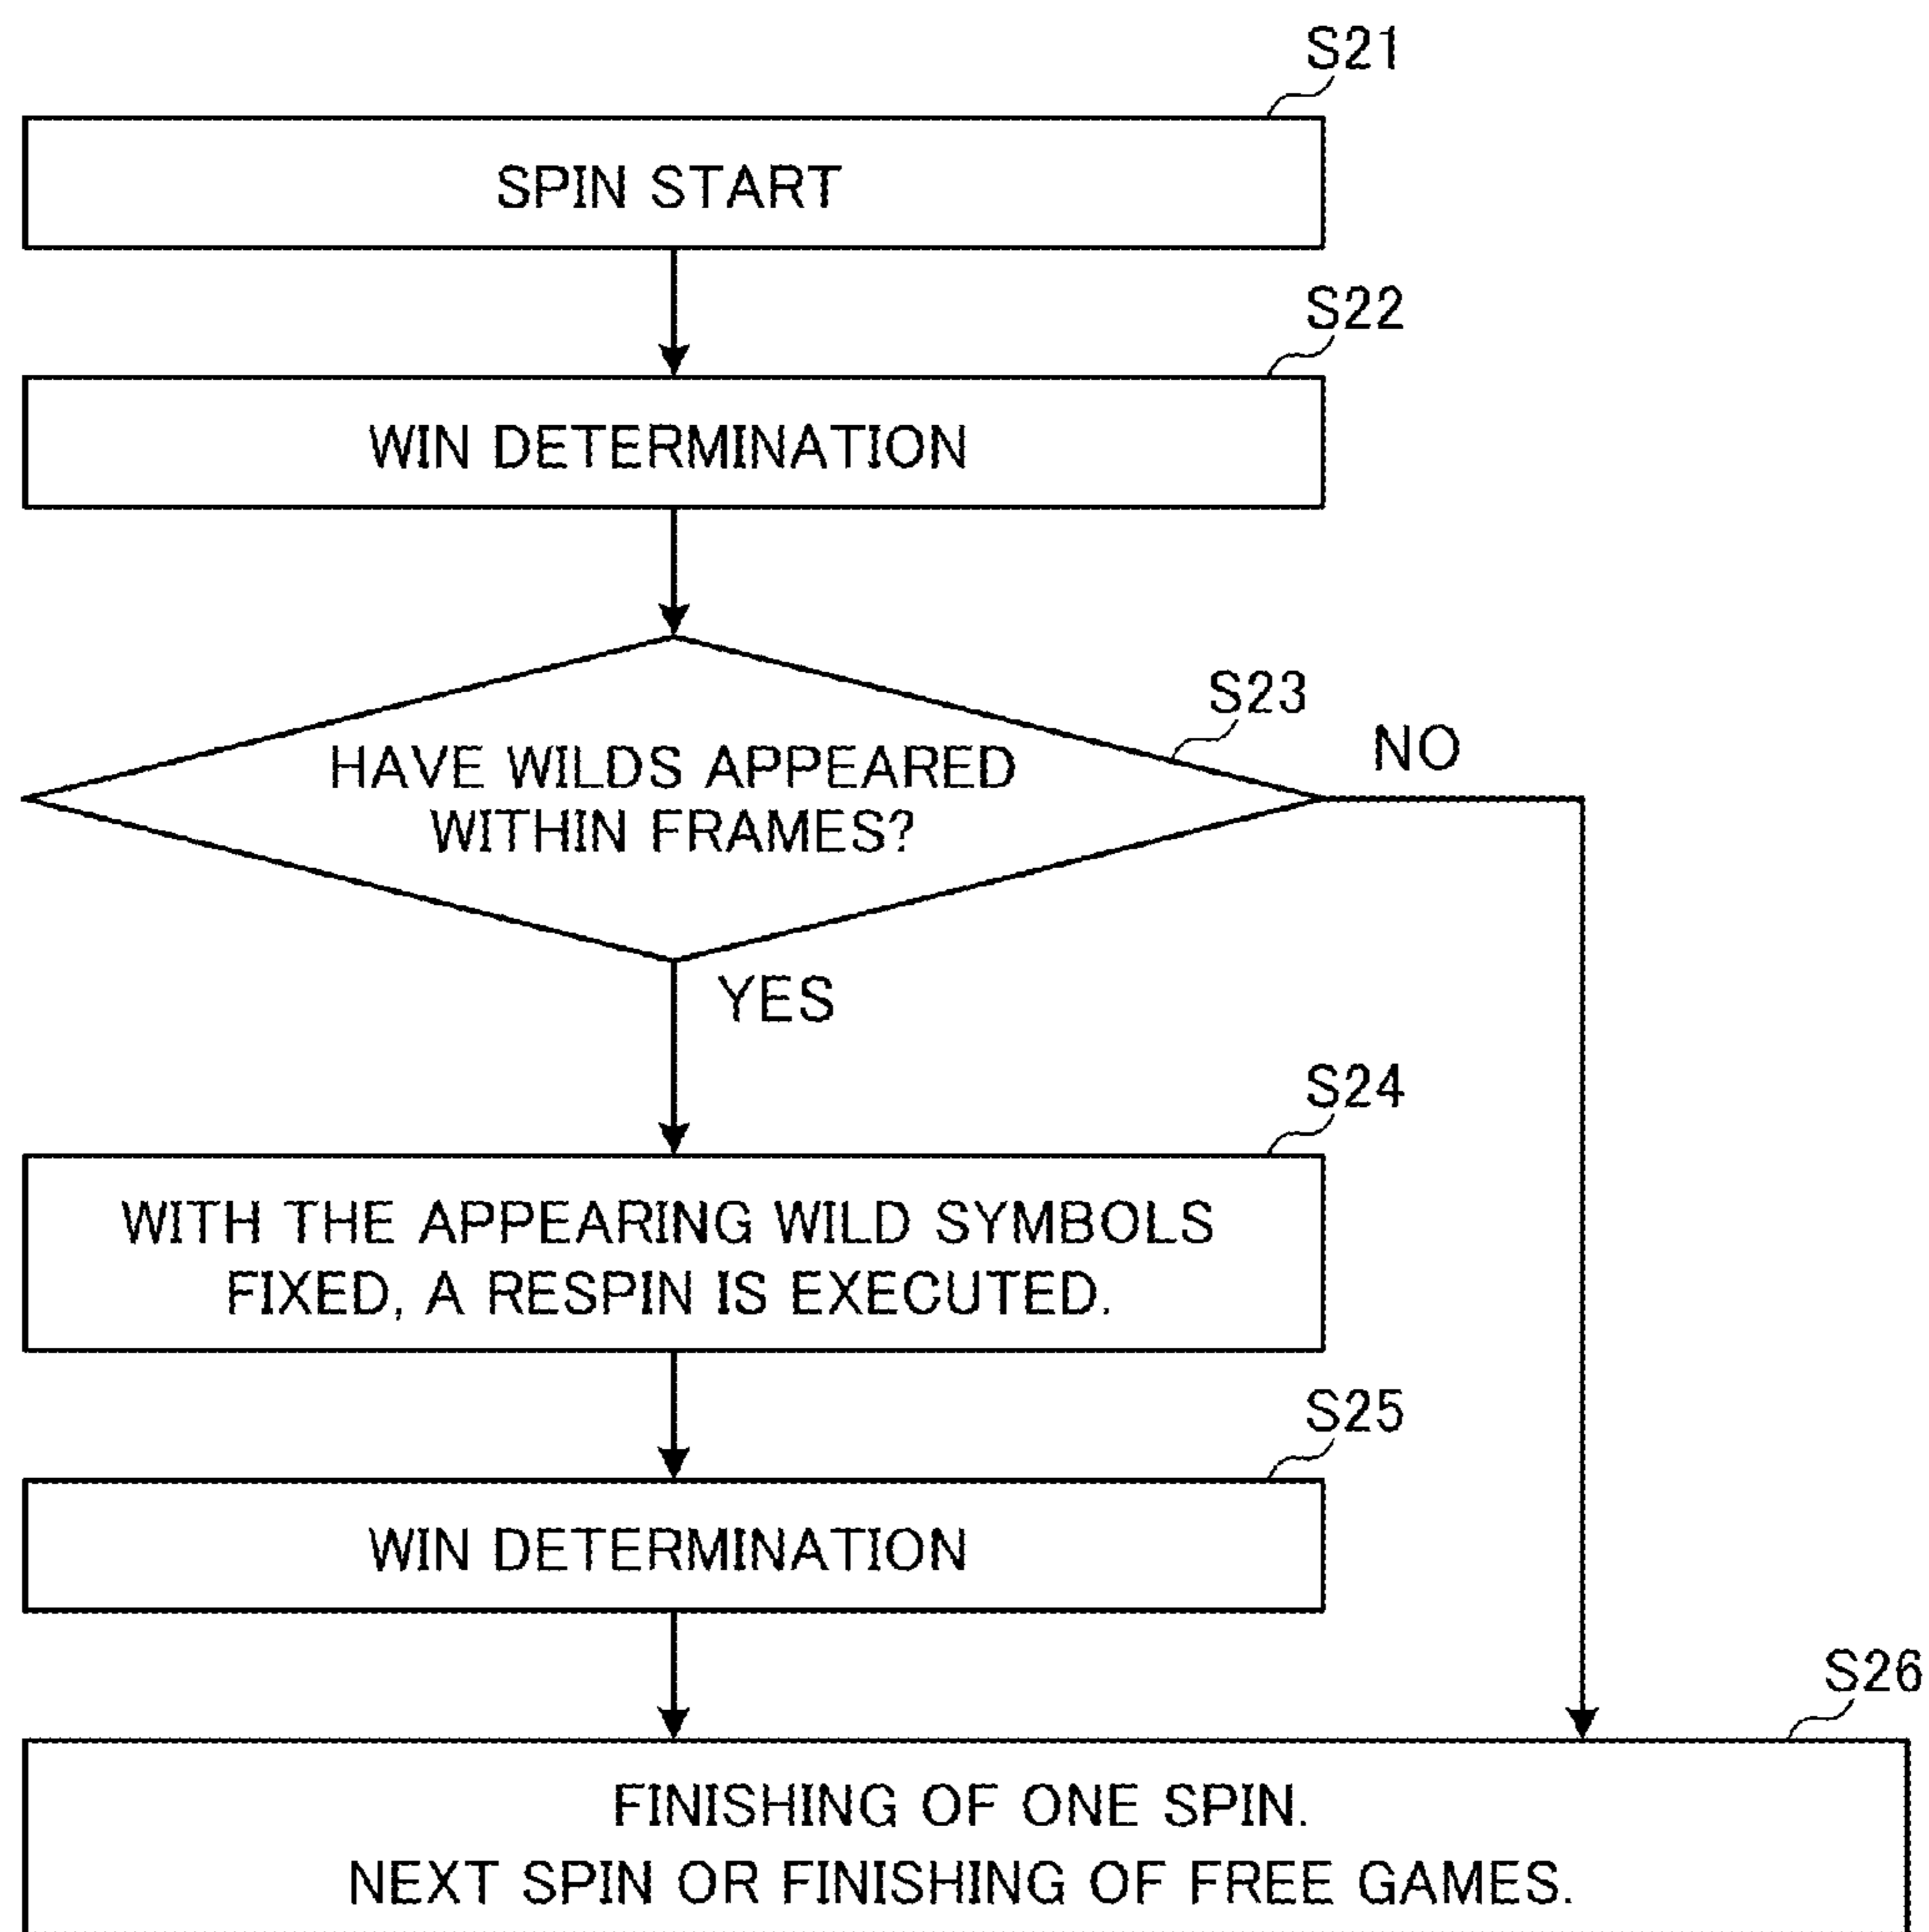 S21
SPIN START
S22
WIN DETERMINATION
S23
NO
HAVE WILDS APPEARED
WITHIN FRAMES?
YES
S24
WITH THE APPEARING WILD SYMBOLS
FIXED, A RESPIN IS EXECUTED.
S25
WIN DETERMINATION
S26
FINISHING OF ONE SPIN.
NEXT SPIN OR FINISHING OF FREE GAMES.